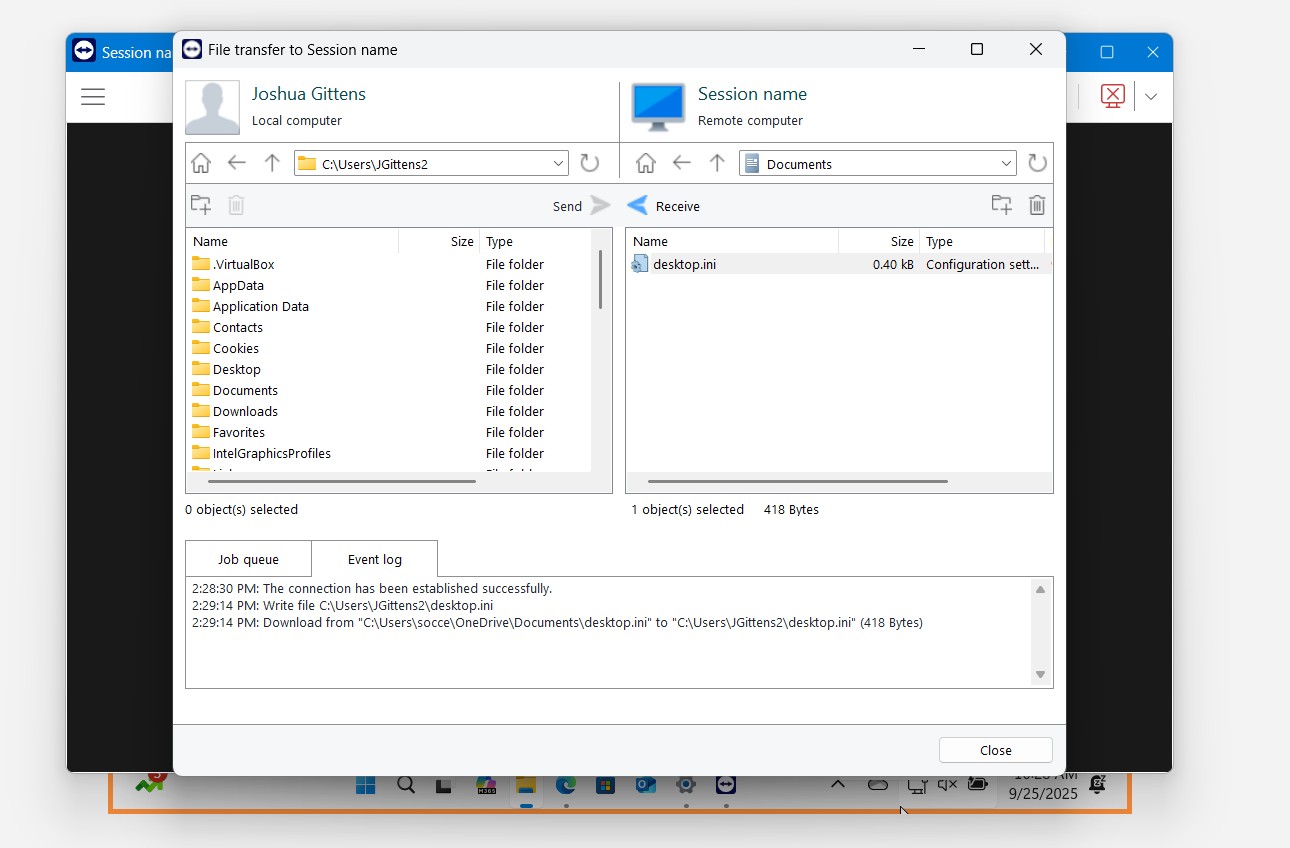 Session na
File transfer to Session name
Joshua Gittens
Local computer
Session name
Remote computer
C:\Users\JGittens2
Documents
Send
Receive
Name Size Type
.VirtualBox File folder
AppData File folder
Application Data File folder
Contacts File folder
Cookies File folder
Desktop File folder
Documents File folder
Downloads File folder
Favorites File folder
IntelGraphicsProfiles File folder
Name Size Type
desktop.ini 0.40 kB Configuration sett...
0 object(s) selected
1 object(s) selected 418 Bytes
Job queue
Event log
2:28:30 PM: The connection has been established successfully.
2:29:14 PM: Write file C:\Users\JGittens2\desktop.ini
2:29:14 PM: Download from "C:\Users\socce\OneDrive\Documents\desktop.ini" to "C:\Users\JGittens2\desktop.ini" (418 Bytes)
Close
M365
9/25/2025